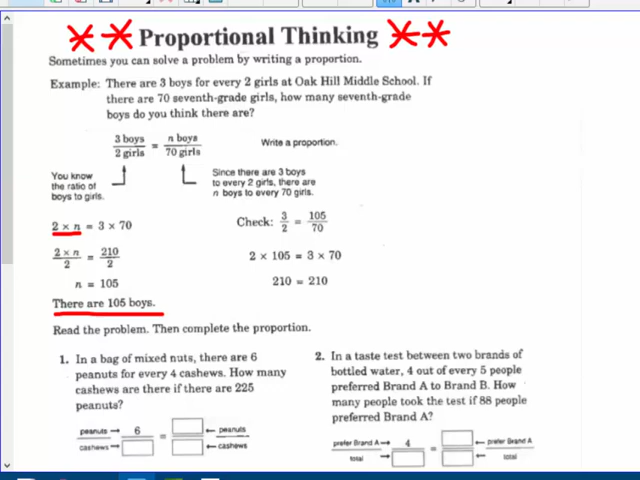 Proportional Thinking
Sometimes you can solve a problem by writing a proportion.
Example: There are 3 boys for every 2 girls at Oak Hill Middle School. If
there are 70 seventh-grade girls, how many seventh-grade
boys do you think there are?
3 boys / 2 girls = n boys / 70 girls
Write a proportion.
You know
the ratio of
boys to girls.
Since there are 3 boys
to every 2 girls, there are
n boys to every 70 girls.
2 × n = 3 × 70
Check: 3/2 = 105/70
2 × n / 2 = 210 / 2
2 × 105 = 3 × 70
n = 105
210 = 210
There are 105 boys.
Read the problem. Then complete the proportion.
1. In a bag of mixed nuts, there are 6
peanuts for every 4 cashews. How many
cashews are there if there are 225
peanuts?
peanuts → 6 = ← peanuts
cashews → ← cashews
2. In a taste test between two brands of
bottled water, 4 out of every 5 people
preferred Brand A to Brand B. How
many people took the test if 88 people
preferred Brand A?
prefer Brand A → 4 = ← prefer Brand A
total → ← total